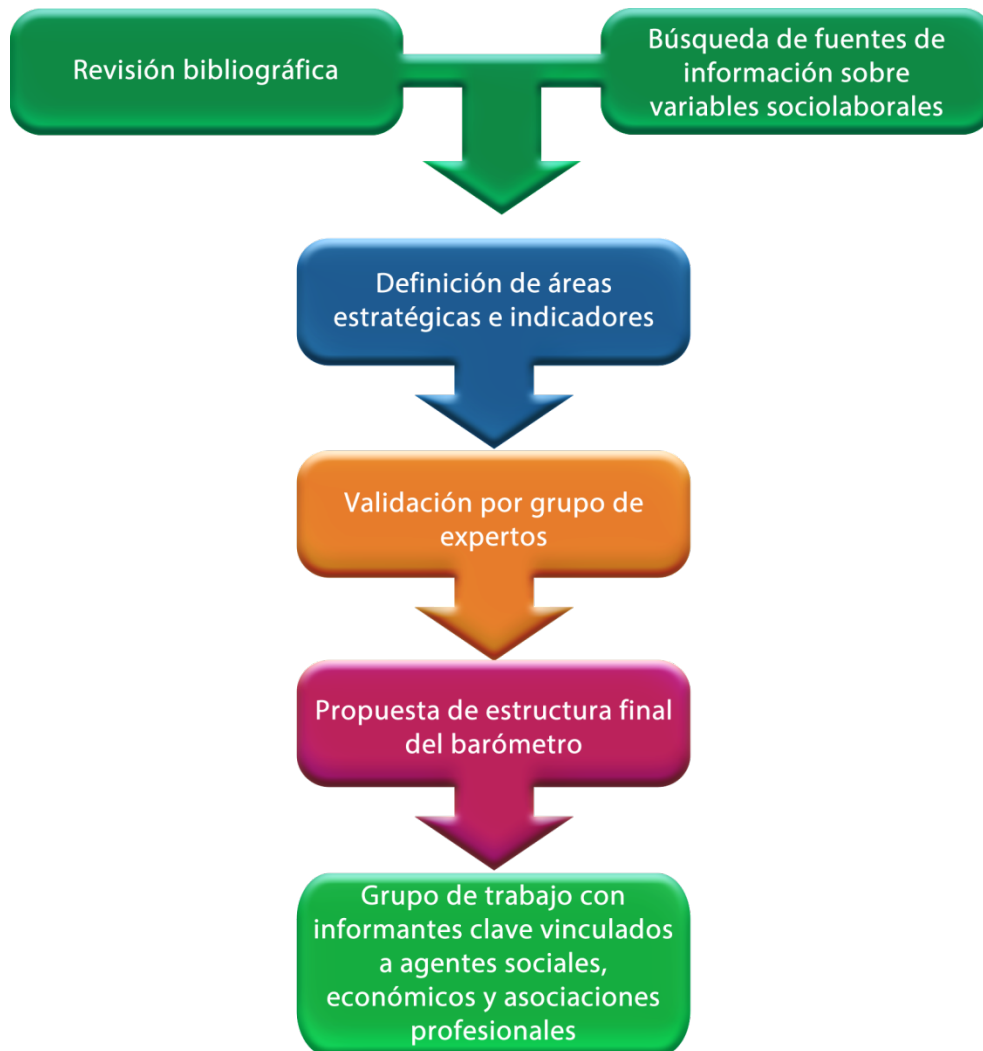 Revisión bibliográfica
Búsqueda de fuentes de
información sobre
variables sociolaborales
Definición de áreas
estratégicas e indicadores
Validación por grupo de
expertos
Propuesta de estructura final
del barómetro
Grupo de trabajo con
informantes clave vinculados
a agentes sociales,
económicos y asociaciones
profesionales